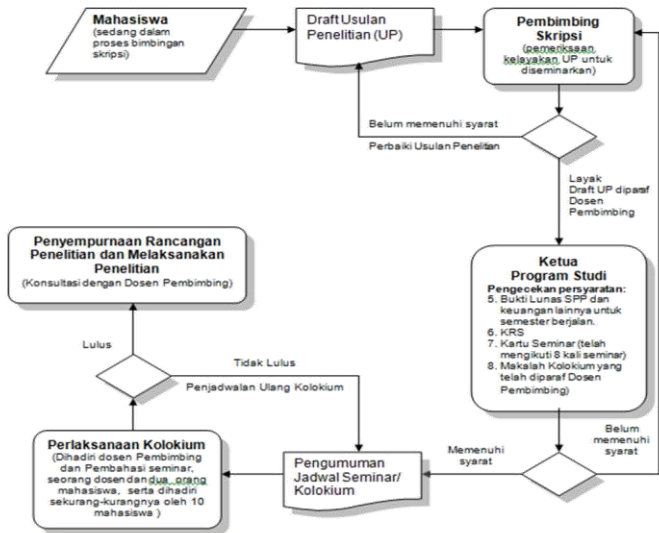 Mahasiswa
(sedang dalam
proses bimbingan
skripsi)
Draft Usulan
Penelitian (UP)
Pembimbing
Skripsi
(pemeriksaan
kelayakan UP untuk
diseminarkan)
Belum memenuhi syarat
Perbaiki Usulan Penelitian
Layak
Draft UP diparaf
Dosen
Pembimbing
Ketua
Program Studi
Pengecekan persyaratan:
5. Bukti Lunas SPP dan
keuangan lainnya untuk
semester berjalan.
6. KRS
7. Kartu Seminar (telah
mengikuti 8 kali seminar)
8. Makalah Kolokium yang
telah diparaf Dosen
Pembimbing)
Penyempurnaan Rancangan
Penelitian dan Melaksanakan
Penelitian
(Konsultasi dengan Dosen Pembimbing)
Lulus
Tidak Lulus
Penjadwalan Ulang Kolokium
Perlaksanaan Kolokium
(Dihadiri dosen Pembimbing
dan Pembahasi seminar,
seorang dosen dan dua orang
mahasiswa, serta dihadiri
sekurang-kurangnya oleh 10
mahasiswa )
Pengumuman
Jadwal Seminar/
Kolokium
Memenuhi
syarat
Belum
memenuhi
syarat